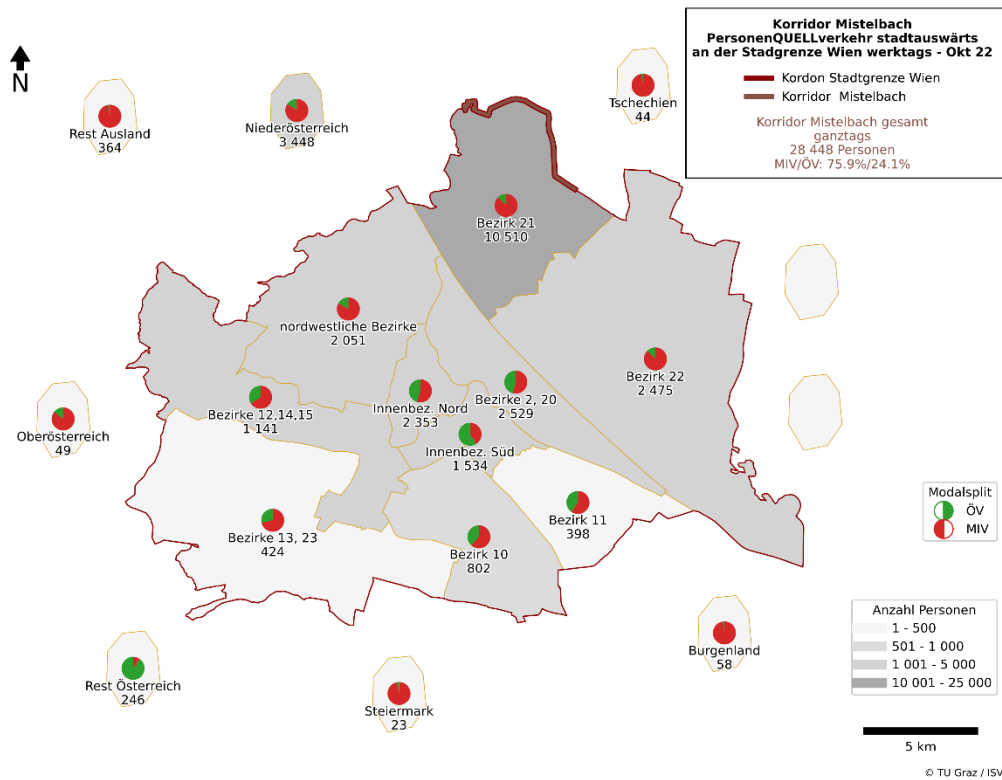 Korridor Mistelbach
PersonenQUELLverkehr stadtauswärts
an der Stadgrenze Wien werktags - Okt 22
Kordon Stadtgrenze Wien
Korridor Mistelbach
Korridor Mistelbach gesamt
ganztags
28 448 Personen
MIV/ÖV: 75.9%/24.1%
N
Rest Ausland
364
Niederösterreich
3 448
Tschechien
44
Bezirk 21
10 510
nordwestliche Bezirke
2 051
Bezirk 22
2 475
Bezirke 12,14,15
1 141
Innenbez. Nord
2 353
Bezirke 2, 20
2 529
Oberösterreich
49
Innenbez. Süd
1 534
Bezirke 13, 23
424
Bezirk 10
802
Bezirk 11
398
Modalsplit
ÖV
MIV
Rest Österreich
246
Steiermark
23
Burgenland
58
Anzahl Personen
1 - 500
501 - 1 000
1 001 - 5 000
10 001 - 25 000
5 km
© TU Graz / ISV